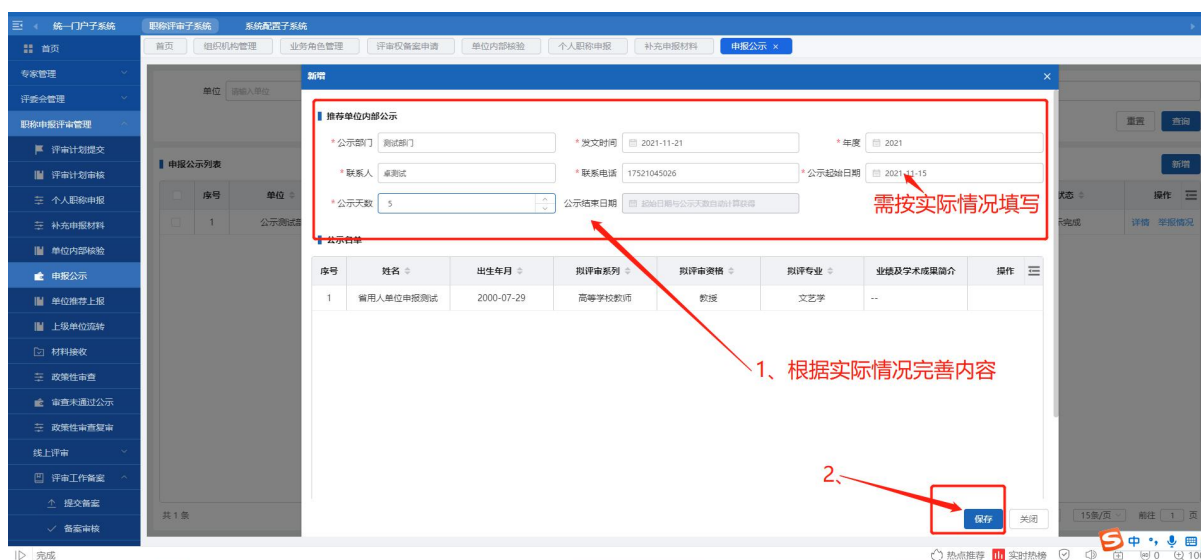 统一门户子系统 职称评审子系统 系统配置子系统
首页 首页 组织机构管理 业务角色管理 评审权备案申请 单位内部核验 个人职称申报 补充申报材料 申报公示 ×
专家管理
评委会管理
职称申报评审管理
评审计划提交
评审计划审核
个人职称申报
补充申报材料
单位内部核验
申报公示
单位推荐上报
上级单位流转
材料接收
政策性审查
审查未通过公示
政策性审查复审
线上评审
评审工作备案
提交备案
备案审核
单位 请输入单位
重置 查询
申报公示列表 新增
序号 单位 操作
1 详情 举报情况
共 1 条 15条/页 前往 1 页
新增 ×
推荐单位内部公示
* 公示部门 测试部门 * 发文时间 2021-11-21 * 年度 2021
* 联系人 卓测试 * 联系电话 17521045026 * 公示起始日期 2021-11-15
* 公示天数 5 公示结束日期 起始日期与公示天数自动计算获得
需按实际情况填写
公示名单
序号 姓名 出生年月 拟评审系列 拟评审资格 拟评专业 业绩及学术成果简介 操作
1 省用人单位申报测试 2000-07-29 高等学校教师 教授 文艺学 --
1、根据实际情况完善内容
2、
保存 关闭
完成 热点推荐 实时热榜
中